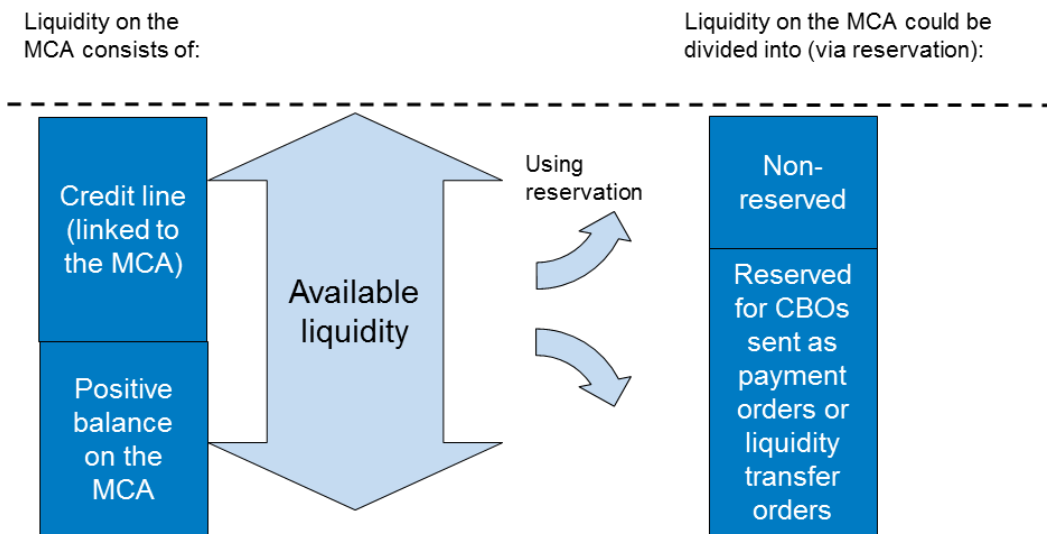 Liquidity on the
MCA consists of:
Liquidity on the MCA could be
divided into (via reservation):
Credit line
(linked to
the MCA)
Positive
balance
on the
MCA
Available
liquidity
Using
reservation
Non-
reserved
Reserved
for CBOs
sent as
payment
orders or
liquidity
transfer
orders